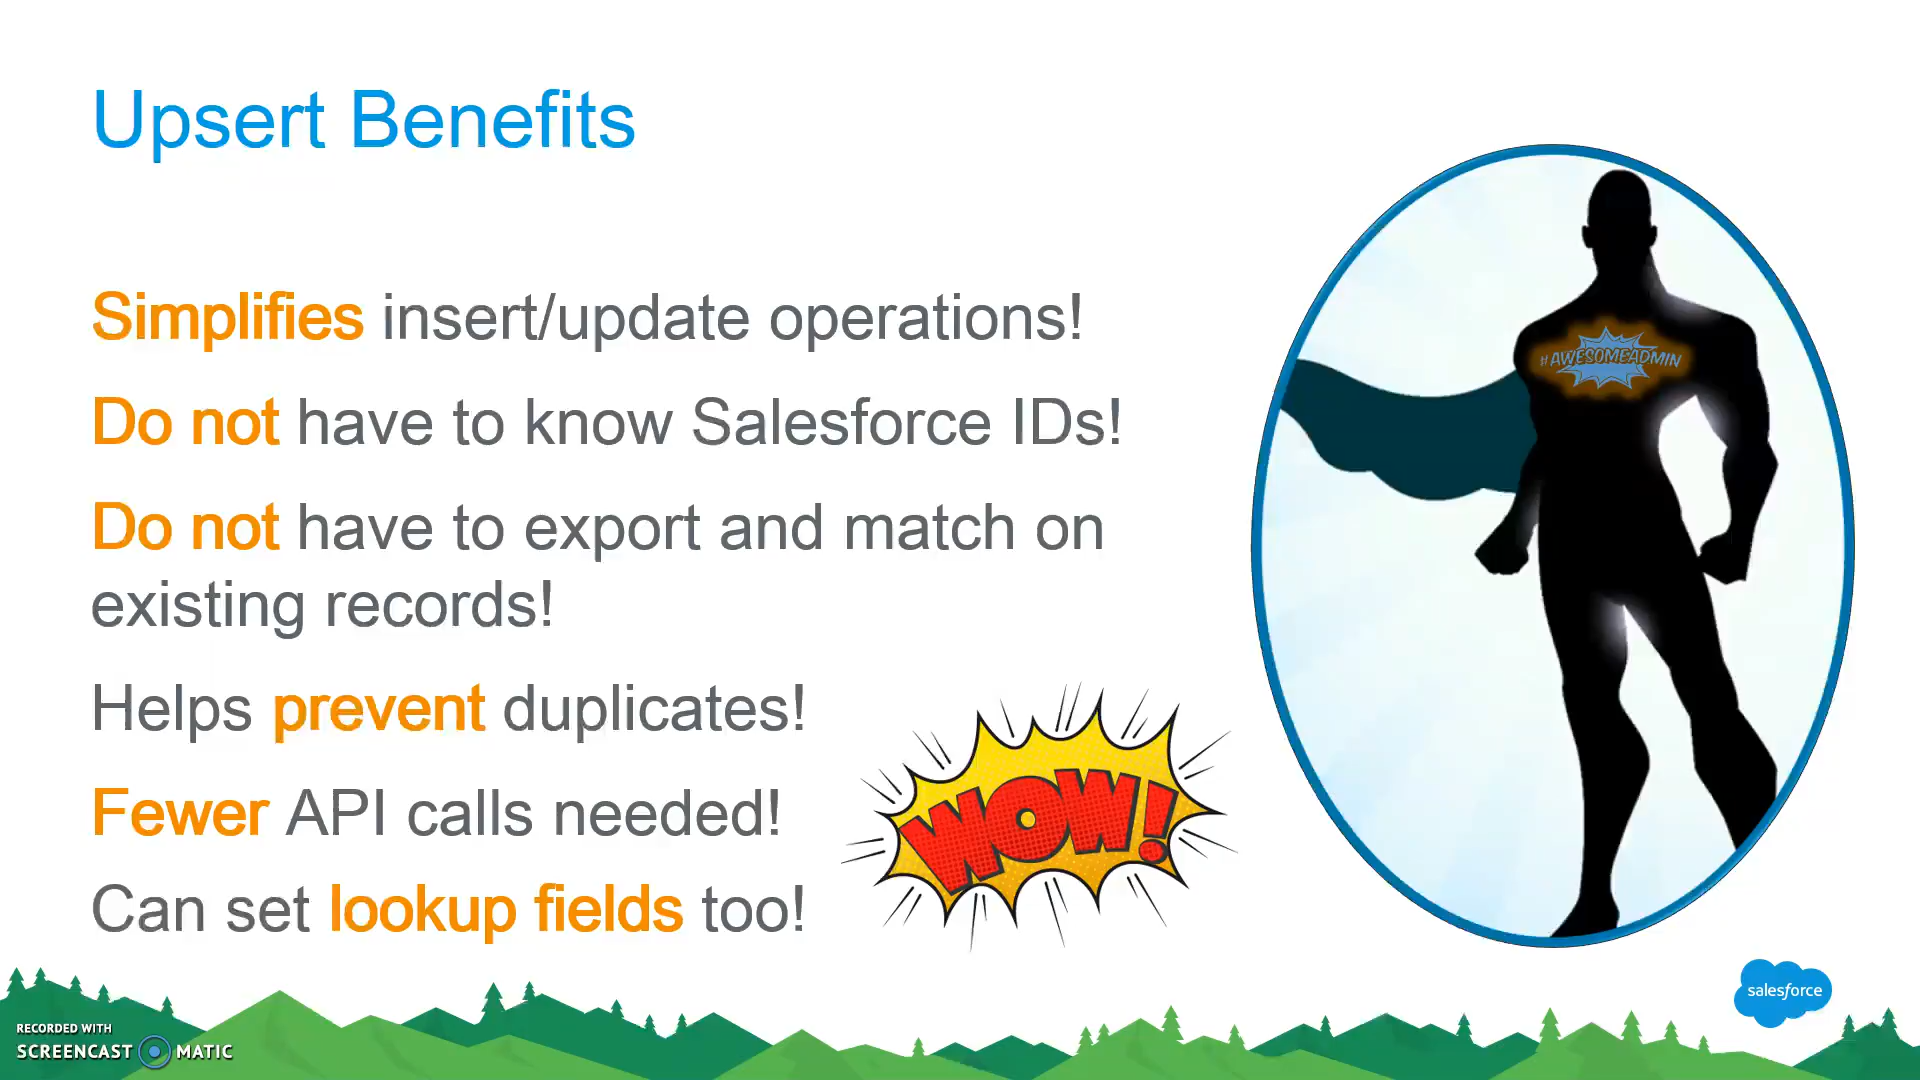 Upsert Benefits
Simplifies insert/update operations!
Do not have to know Salesforce IDs!
Do not have to export and match on
existing records!
Helps prevent duplicates!
Fewer API calls needed!
Can set lookup fields too!
WOW!
#AWESOMEADMIN
salesforce
RECORDED WITH
SCREENCAST MATIC